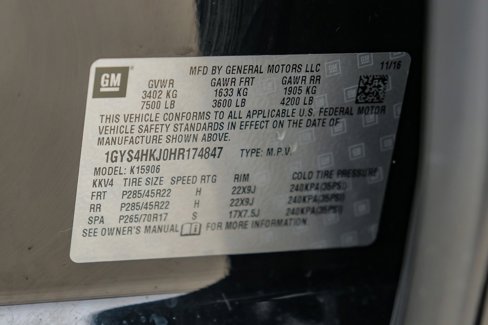 GM
MFD BY GENERAL MOTORS LLC 11/16
GVWR GAWR FRT GAWR RR
3402 KG 1633 KG 1905 KG
7500 LB 3600 LB 4200 LB
THIS VEHICLE CONFORMS TO ALL APPLICABLE U.S. FEDERAL MOTOR
VEHICLE SAFETY STANDARDS IN EFFECT ON THE DATE OF
MANUFACTURE SHOWN ABOVE.
1GYS4HKJ0HR174847 TYPE: M.P.V.
MODEL: K15906
KKV4 TIRE SIZE SPEED RTG RIM COLD TIRE PRESSURE
FRT P285/45R22 H 22X9J 240KPA(35PSI)
RR P285/45R22 H 22X9J 240KPA(35PSI)
SPA P265/70R17 S 17X7.5J 240KPA(35PSI)
SEE OWNER'S MANUAL FOR MORE INFORMATION